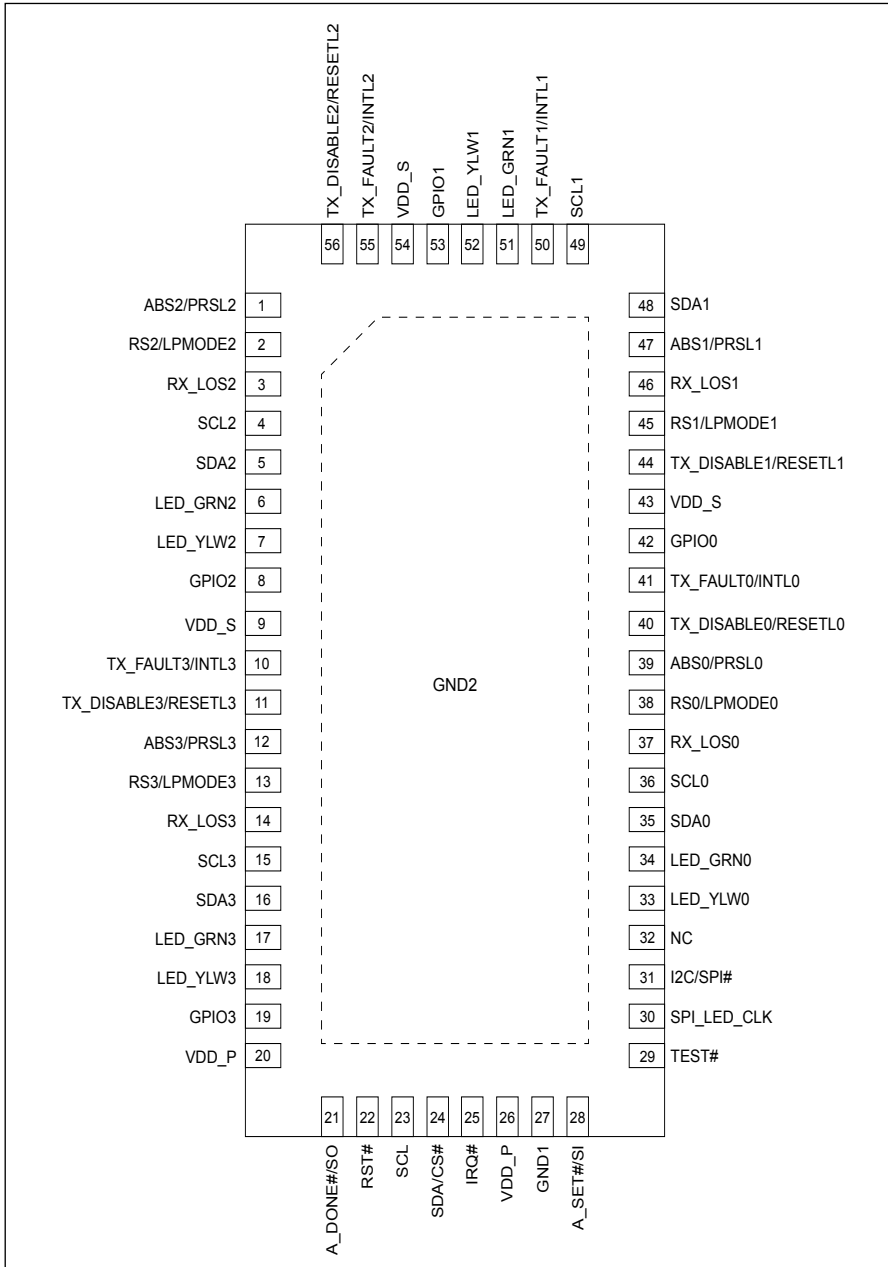 TX_DISABLE2/RESETL2
TX_FAULT2/INTL2
VDD_S
GPIO1
LED_YLW1
LED_GRN1
TX_FAULT1/INTL1
SCL1
56
55
54
53
52
51
50
49
ABS2/PRSL2 1
RS2/LPMODE2 2
RX_LOS2 3
SCL2 4
SDA2 5
LED_GRN2 6
LED_YLW2 7
GPIO2 8
VDD_S 9
TX_FAULT3/INTL3 10
TX_DISABLE3/RESETL3 11
ABS3/PRSL3 12
RS3/LPMODE3 13
RX_LOS3 14
SCL3 15
SDA3 16
LED_GRN3 17
LED_YLW3 18
GPIO3 19
VDD_P 20
GND2
48 SDA1
47 ABS1/PRSL1
46 RX_LOS1
45 RS1/LPMODE1
44 TX_DISABLE1/RESETL1
43 VDD_S
42 GPIO0
41 TX_FAULT0/INTL0
40 TX_DISABLE0/RESETL0
39 ABS0/PRSL0
38 RS0/LPMODE0
37 RX_LOS0
36 SCL0
35 SDA0
34 LED_GRN0
33 LED_YLW0
32 NC
31 I2C/SPI#
30 SPI_LED_CLK
29 TEST#
21
22
23
24
25
26
27
28
A_DONE#/SO
RST#
SCL
SDA/CS#
IRQ#
VDD_P
GND1
A_SET#/SI